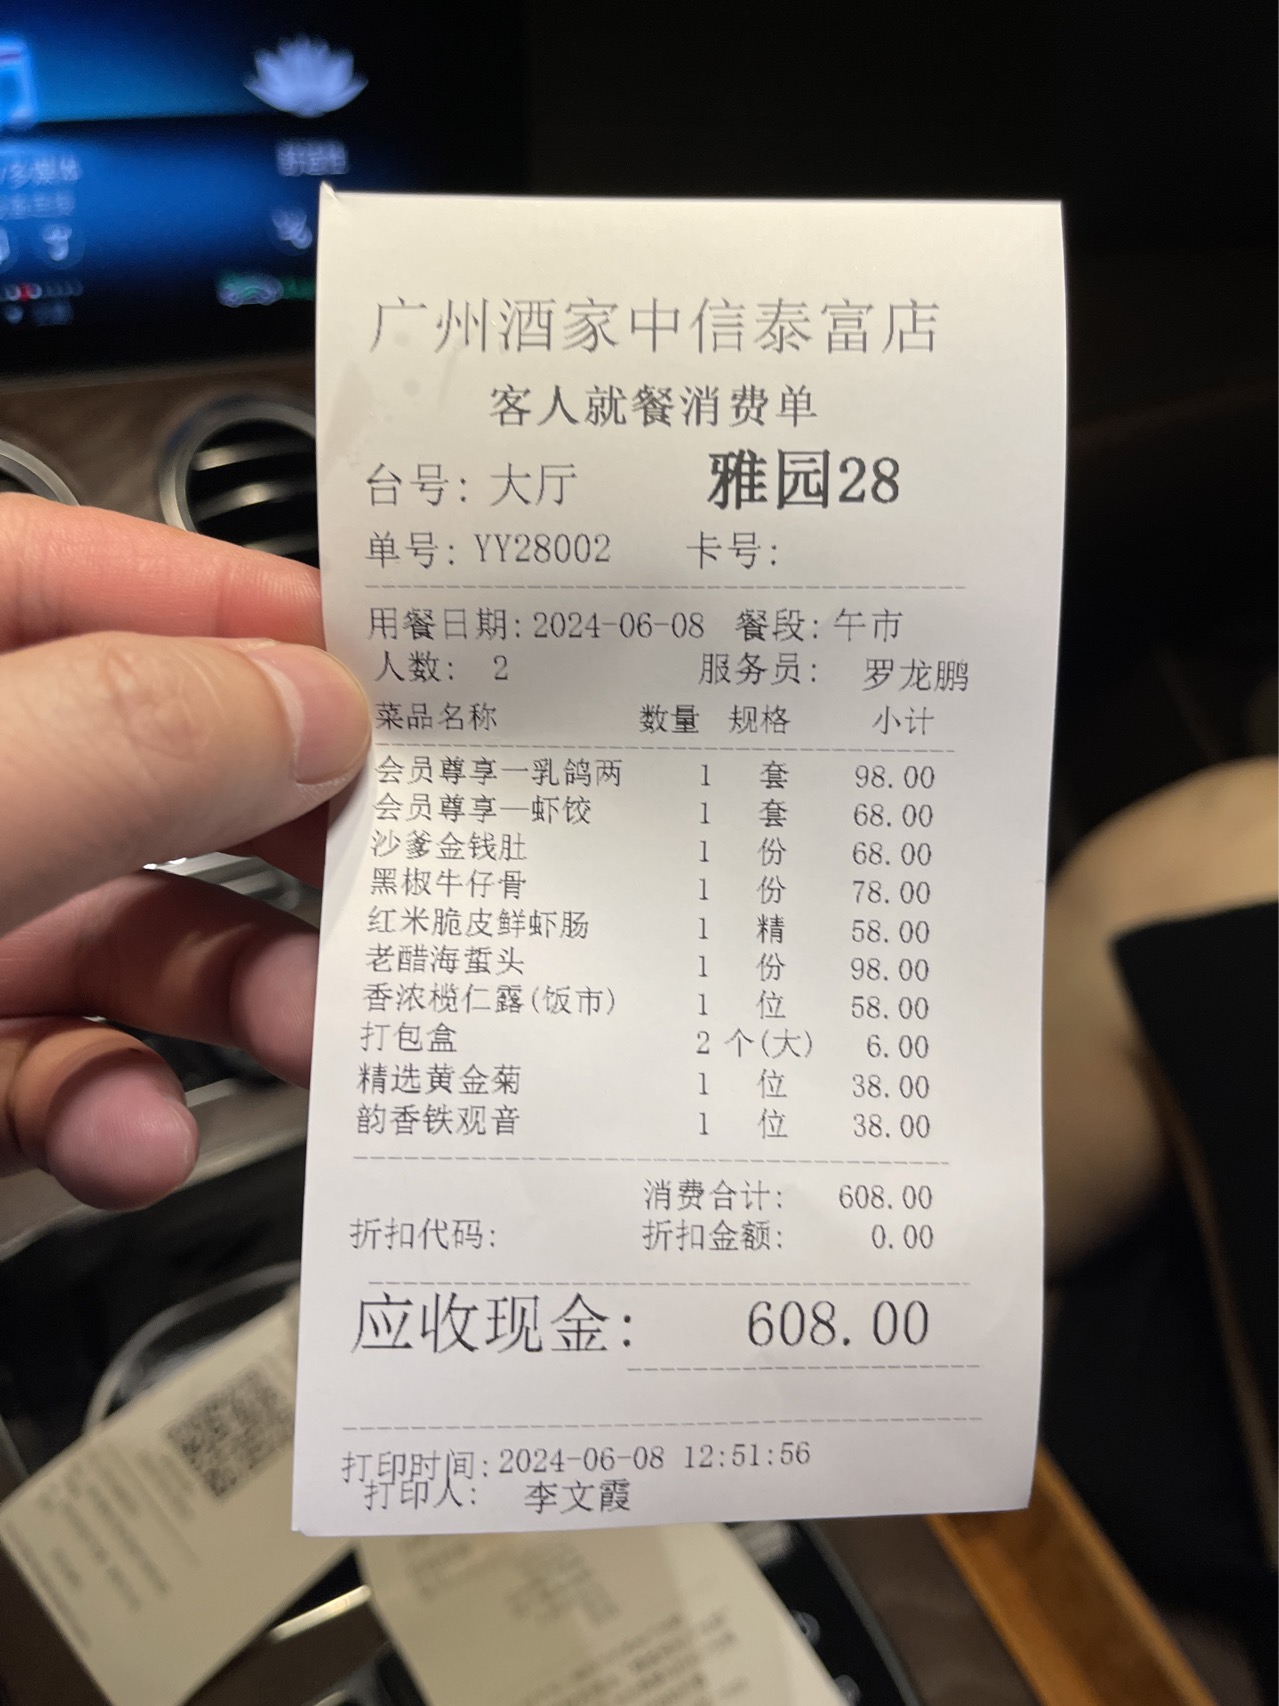 广州酒家中信泰富店
客人就餐消费单
台号: 大厅 雅园28
单号: YY28002 卡号:
用餐日期: 2024-06-08 餐段: 午市
人数: 2 服务员: 罗龙鹏
菜品名称 数量 规格 小计
会员尊享一乳鸽两 1 套 98.00
会员尊享一虾饺 1 套 68.00
沙爹金钱肚 1 份 68.00
黑椒牛仔骨 1 份 78.00
红米脆皮鲜虾肠 1 精 58.00
老醋海蜇头 1 份 98.00
香浓榄仁露(饭市) 1 位 58.00
打包盒 2 个(大) 6.00
精选黄金菊 1 位 38.00
韵香铁观音 1 位 38.00
消费合计: 608.00
折扣代码: 折扣金额: 0.00
应收现金: 608.00
打印时间: 2024-06-08 12:51:56
打印人: 李文霞